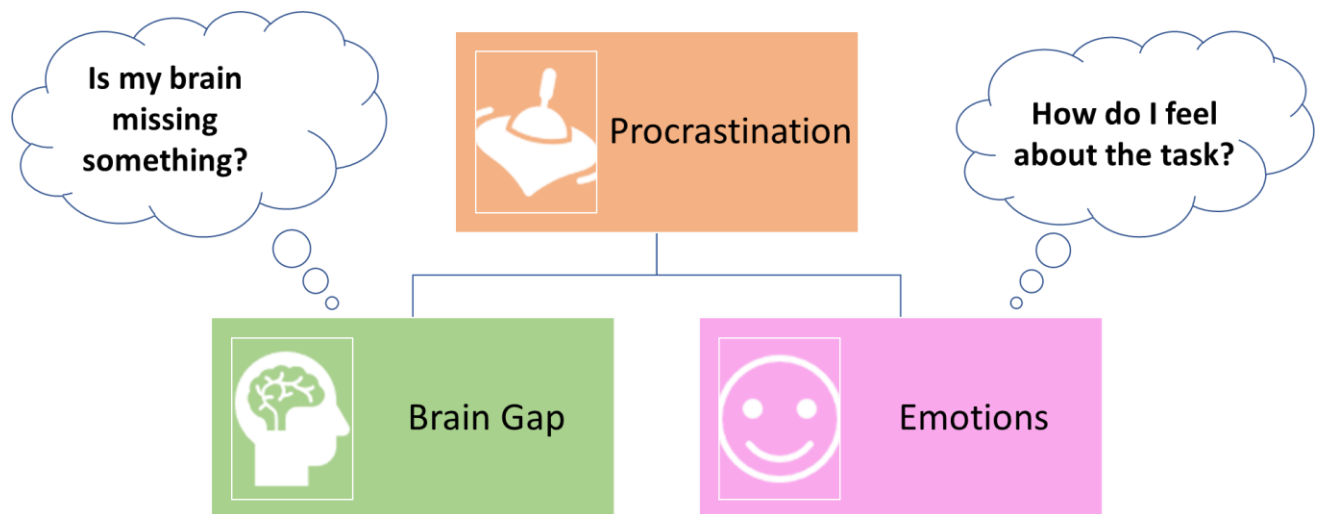 Is my brain
missing
something?
Procrastination
How do I feel
about the task?
Brain Gap
Emotions